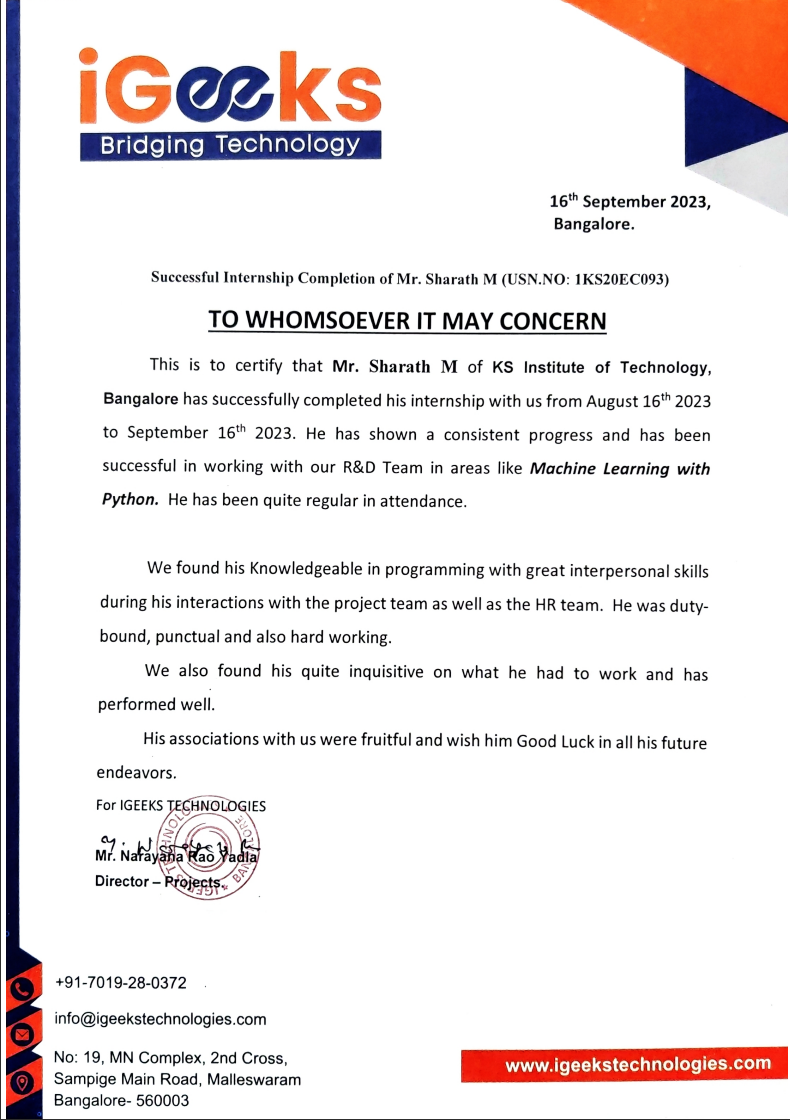 iGeeks
Bridging Technology
16th September 2023,
Bangalore.
Successful Internship Completion of Mr. Sharath M (USN.NO: 1KS20EC093)
TO WHOMSOEVER IT MAY CONCERN
This is to certify that Mr. Sharath M of KS Institute of Technology,
Bangalore has successfully completed his internship with us from August 16th 2023
to September 16th 2023. He has shown a consistent progress and has been
successful in working with our R&D Team in areas like Machine Learning with
Python. He has been quite regular in attendance.
We found his Knowledgeable in programming with great interpersonal skills
during his interactions with the project team as well as the HR team. He was duty-
bound, punctual and also hard working.
We also found his quite inquisitive on what he had to work and has
performed well.
His associations with us were fruitful and wish him Good Luck in all his future
endeavors.
For IGEEKS TECHNOLOGIES
Mr. Narayana Rao Yadla
Director – Projects.
IGEEKS TECHNOLOGIES * BANGALORE
+91-7019-28-0372
info@igeekstechnologies.com
No: 19, MN Complex, 2nd Cross,
Sampige Main Road, Malleswaram
Bangalore- 560003
www.igeekstechnologies.com